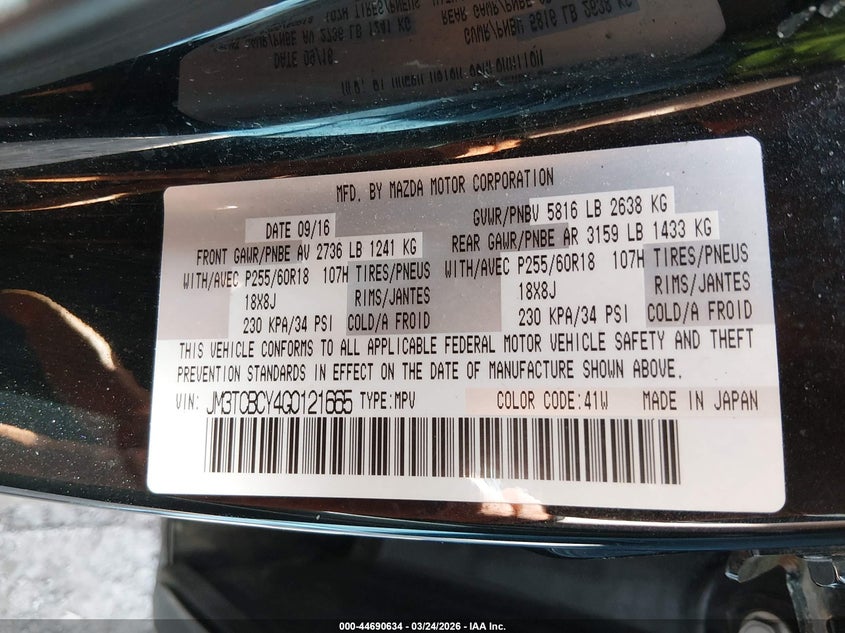 MFD. BY MAZDA MOTOR CORPORATION
DATE 09/16 GVWR/PNBV 5816 LB 2638 KG
FRONT GAWR/PNBE AV 2736 LB 1241 KG REAR GAWR/PNBE AR 3159 LB 1433 KG
WITH/AVEC P255/60R18 107H TIRES/PNEUS WITH/AVEC P255/60R18 107H TIRES/PNEUS
18X8J RIMS/JANTES 18X8J RIMS/JANTES
230 KPA/34 PSI COLD/A FROID 230 KPA/34 PSI COLD/A FROID
THIS VEHICLE CONFORMS TO ALL APPLICABLE FEDERAL MOTOR VEHICLE SAFETY AND THEFT
PREVENTION STANDARDS IN EFFECT ON THE DATE OF MANUFACTURE SHOWN ABOVE.
VIN: JM3TCBCY4G0121665 TYPE:MPV COLOR CODE:41W MADE IN JAPAN
000-44690634 - 03/24/2026 - IAA Inc.